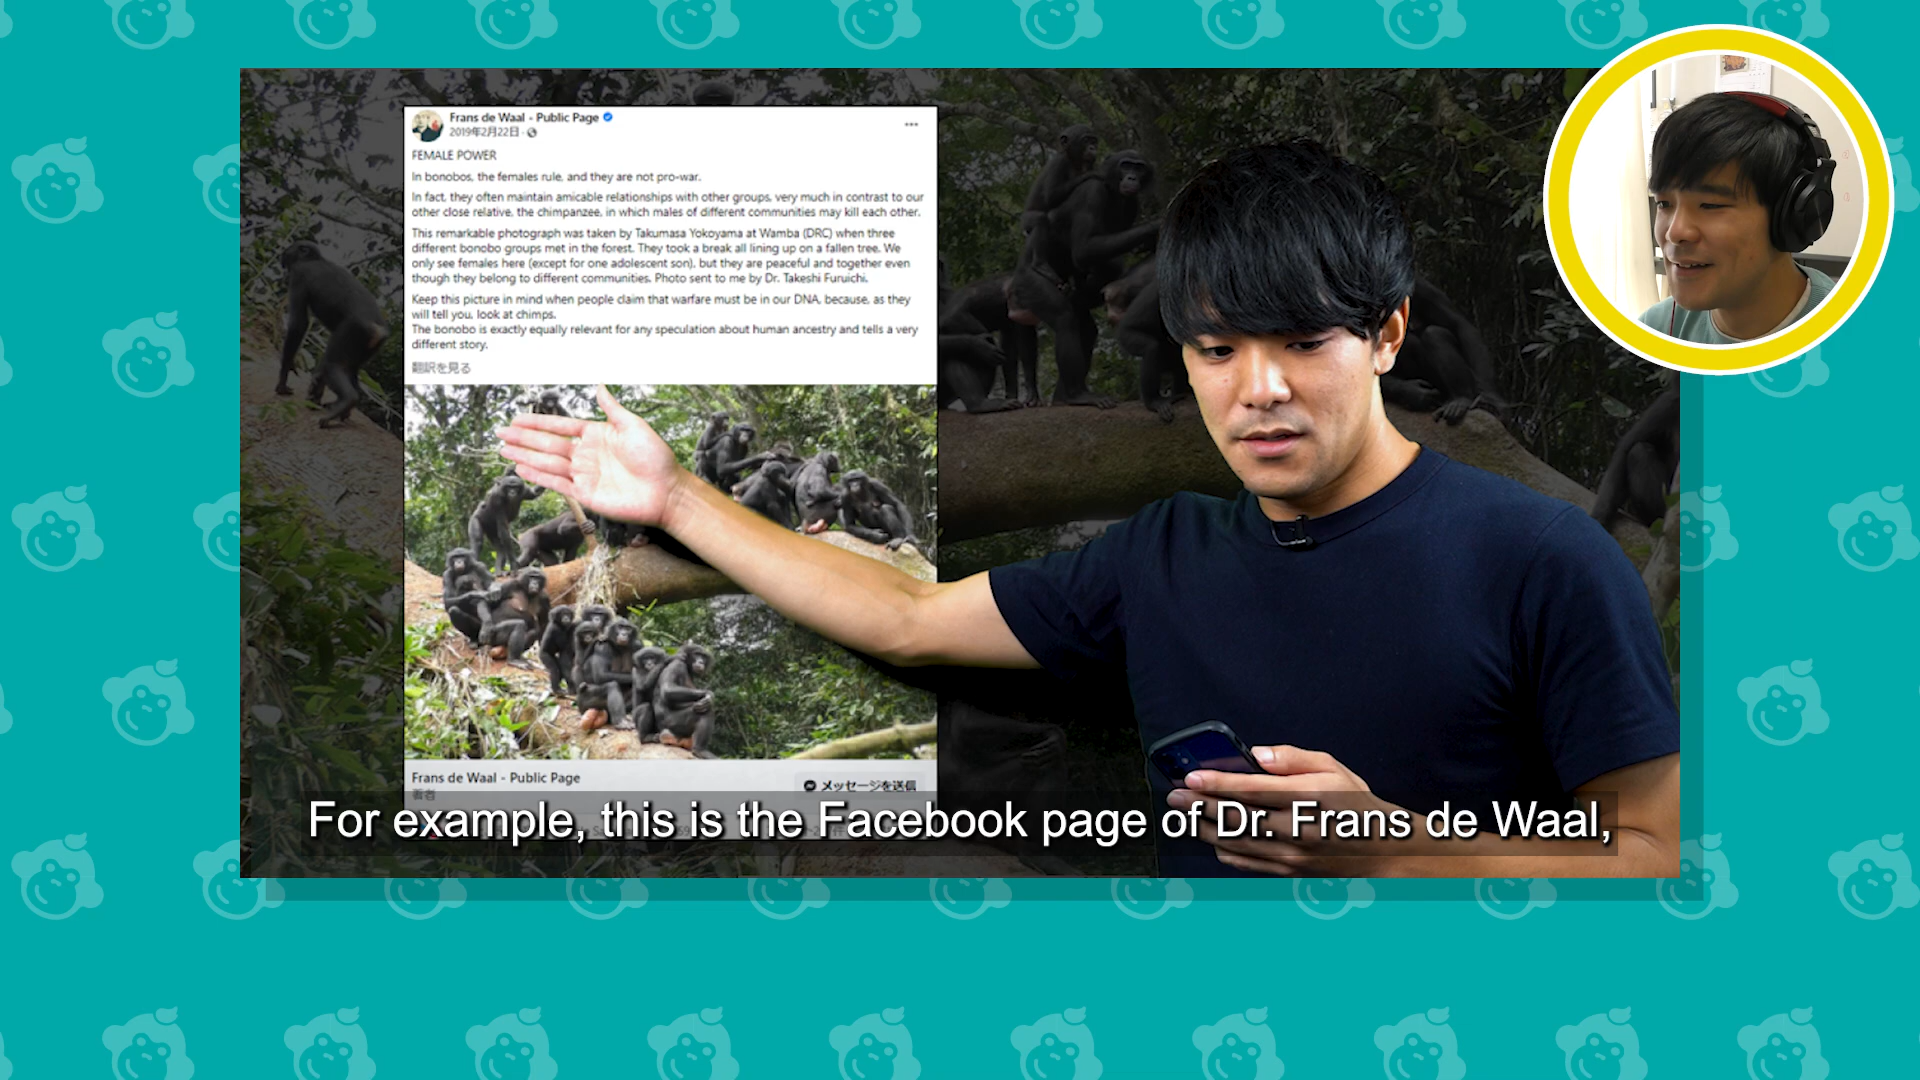 Frans de Waal - Public Page
2019年2月22日
FEMALE POWER
In bonobos, the females rule, and they are not pro-war.
In fact, they often maintain amicable relationships with other groups, very much in contrast to our
other close relative, the chimpanzee, in which males of different communities may kill each other.
This remarkable photograph was taken by Takumasa Yokoyama at Wamba (DRC) when three
different bonobo groups met in the forest. They took a break all lining up on a fallen tree. We
only see females here (except for one adolescent son), but they are peaceful and together even
though they belong to different communities. Photo sent to me by Dr. Takeshi Furuichi.
Keep this picture in mind when people claim that warfare must be in our DNA, because, as they
will tell you, look at chimps.
The bonobo is exactly equally relevant for any speculation about human ancestry and tells a very
different story.
翻訳を見る
Frans de Waal - Public Page
著者
メッセージを送信
For example, this is the Facebook page of Dr. Frans de Waal,